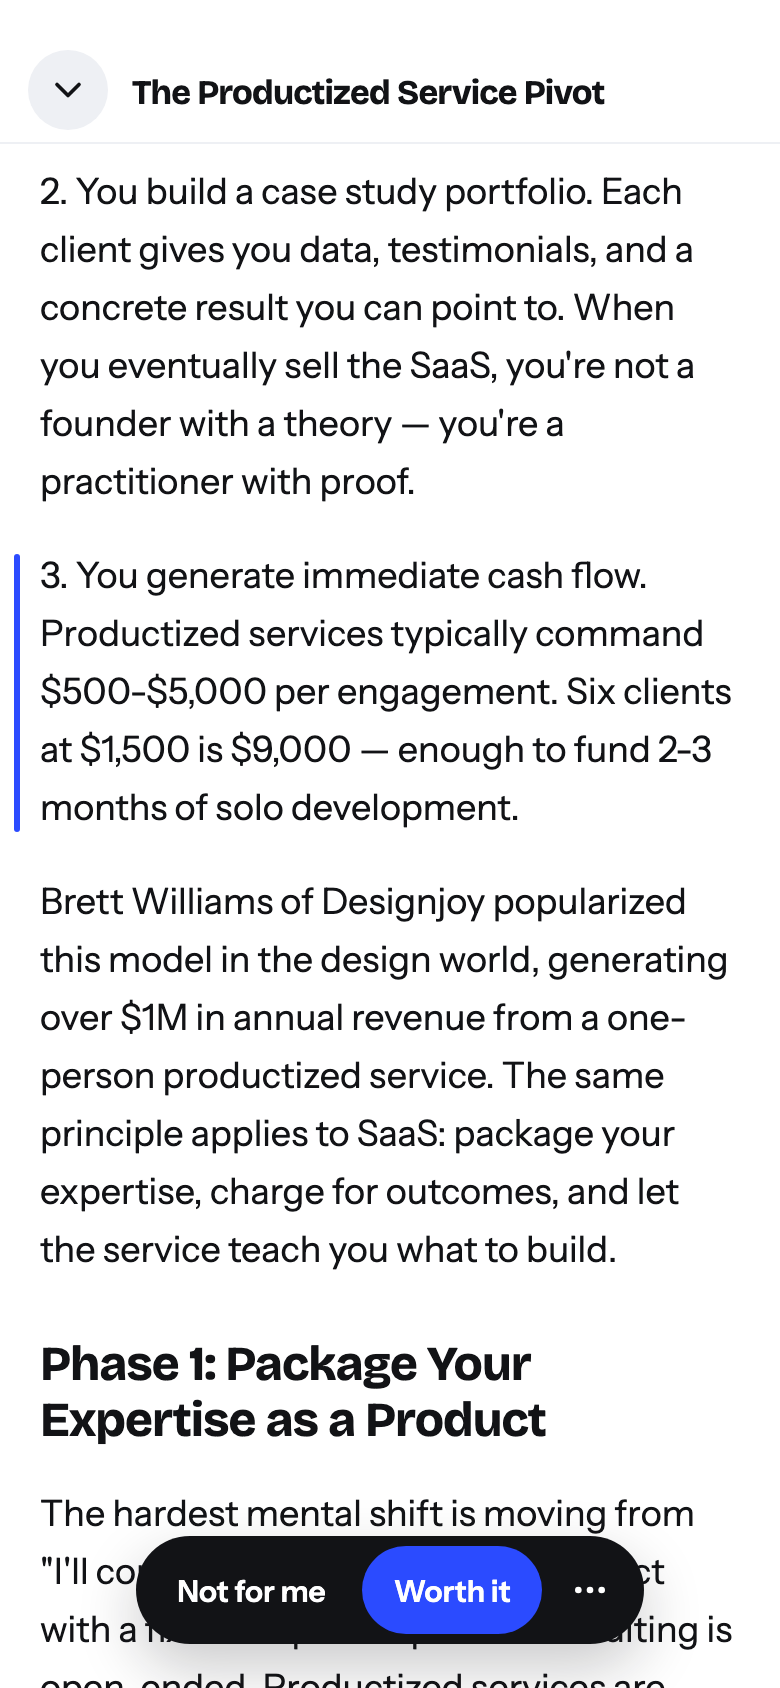 The Productized Service Pivot
2. You build a case study portfolio. Each
client gives you data, testimonials, and a
concrete result you can point to. When
you eventually sell the SaaS, you're not a
founder with a theory — you're a
practitioner with proof.
3. You generate immediate cash flow.
Productized services typically command
$500–$5,000 per engagement. Six clients
at $1,500 is $9,000 — enough to fund 2–3
months of solo development.
Brett Williams of Designjoy popularized
this model in the design world, generating
over $1M in annual revenue from a one-
person productized service. The same
principle applies to SaaS: package your
expertise, charge for outcomes, and let
the service teach you what to build.
Phase 1: Package Your
Expertise as a Product
The hardest mental shift is moving from
"I'll
Not for me Worth it
with a is
open-ended. Productized services are